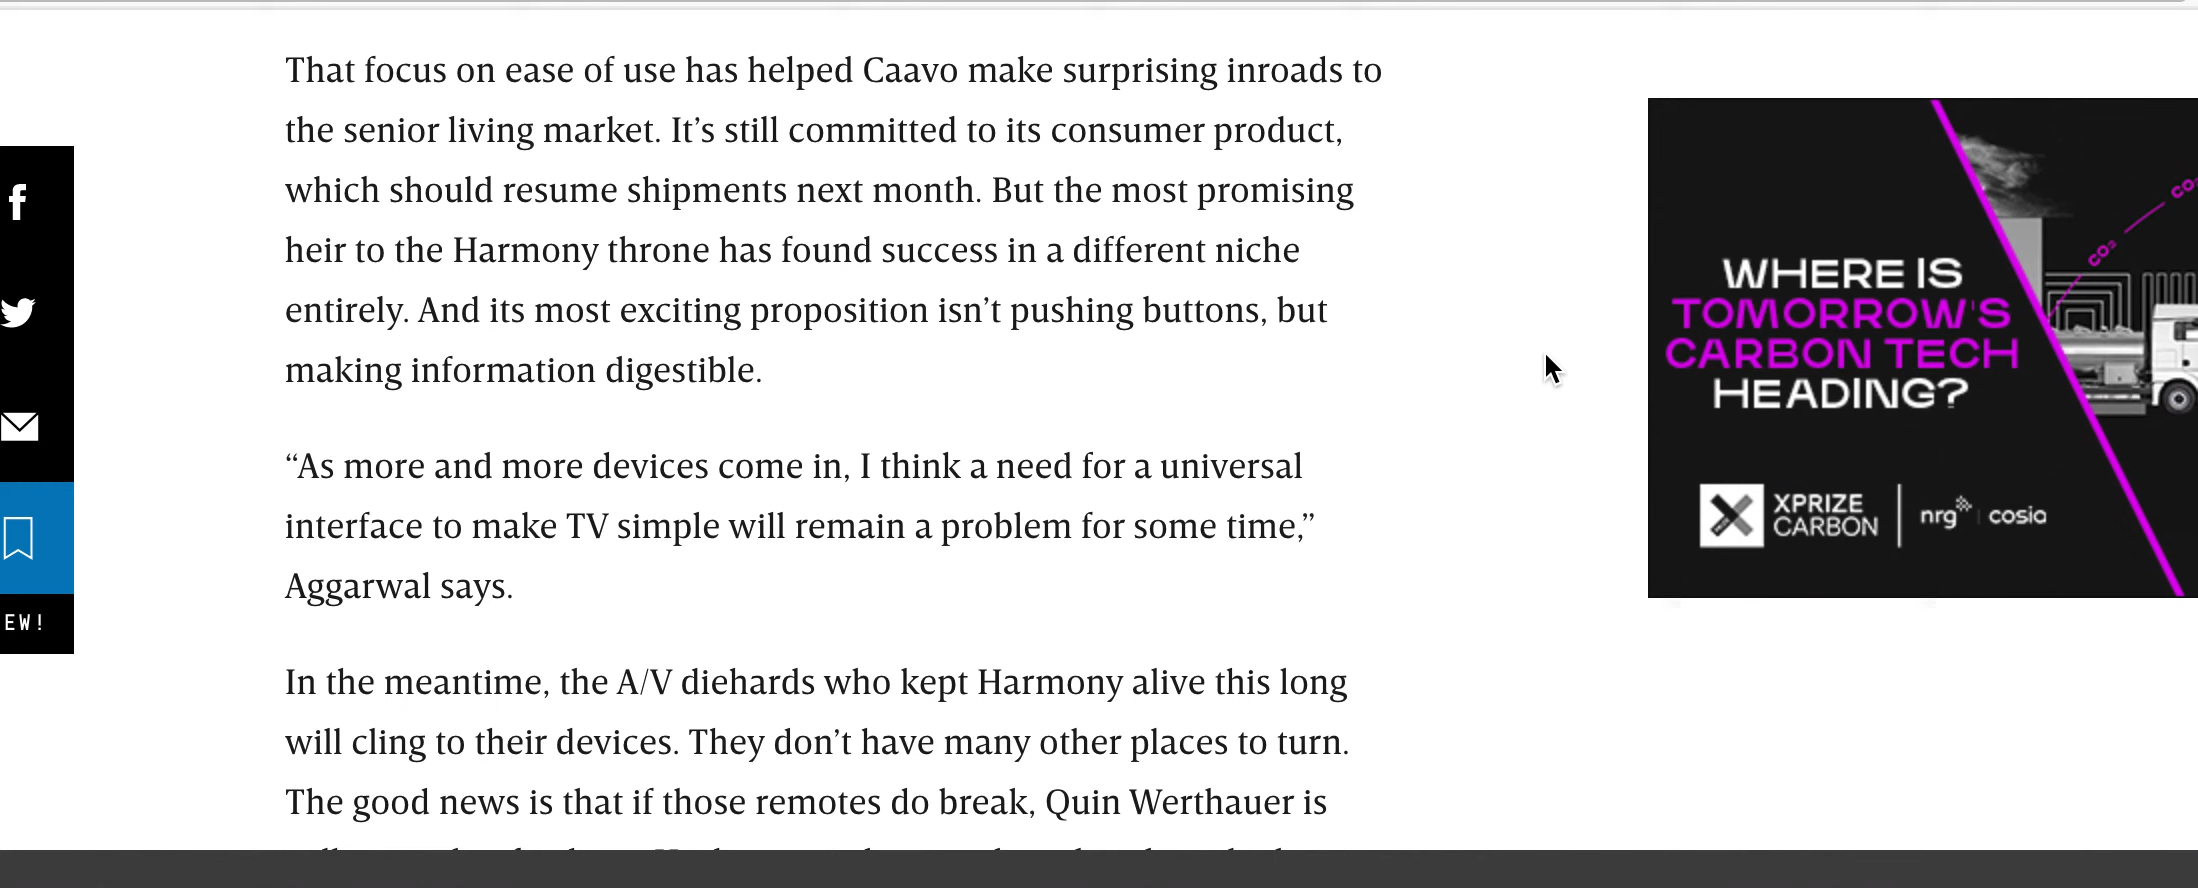 That focus on ease of use has helped Caavo make surprising inroads to
the senior living market. It’s still committed to its consumer product,
which should resume shipments next month. But the most promising
heir to the Harmony throne has found success in a different niche
entirely. And its most exciting proposition isn’t pushing buttons, but
making information digestible.
“As more and more devices come in, I think a need for a universal
interface to make TV simple will remain a problem for some time,”
Aggarwal says.
In the meantime, the A/V diehards who kept Harmony alive this long
will cling to their devices. They don’t have many other places to turn.
The good news is that if those remotes do break, Quin Werthauer is
EW!
WHERE IS
TOMORROW'S
CARBON TECH
HEADING?
CO₂
CO₂
XPRIZE
CARBON
nrg
cosia